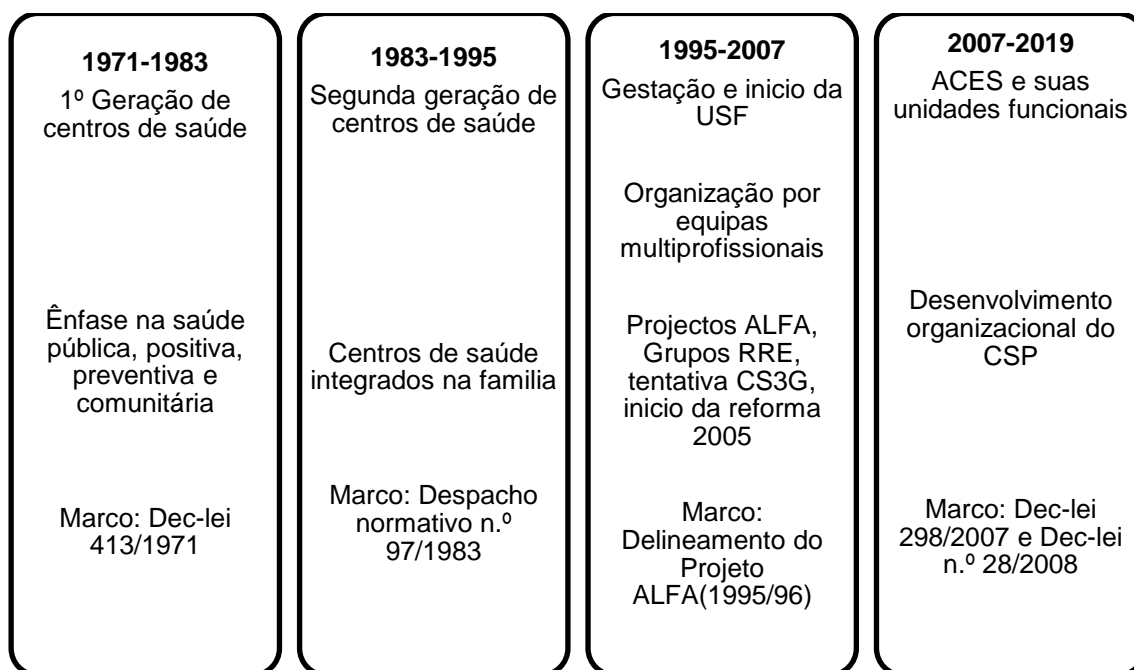 1971-1983
1º Geração de
centros de saúde
Ênfase na saúde
pública, positiva,
preventiva e
comunitária
Marco: Dec-lei
413/1971
1983-1995
Segunda geração de
centros de saúde
Centros de saúde
integrados na familia
Marco: Despacho
normativo n.º
97/1983
1995-2007
Gestação e inicio da
USF
Organização por
equipas
multiprofissionais
Projectos ALFA,
Grupos RRE,
tentativa CS3G,
inicio da reforma
2005
Marco:
Delineamento do
Projeto
ALFA(1995/96)
2007-2019
ACES e suas
unidades funcionais
Desenvolvimento
organizacional do
CSP
Marco: Dec-lei
298/2007 e Dec-lei
n.º 28/2008